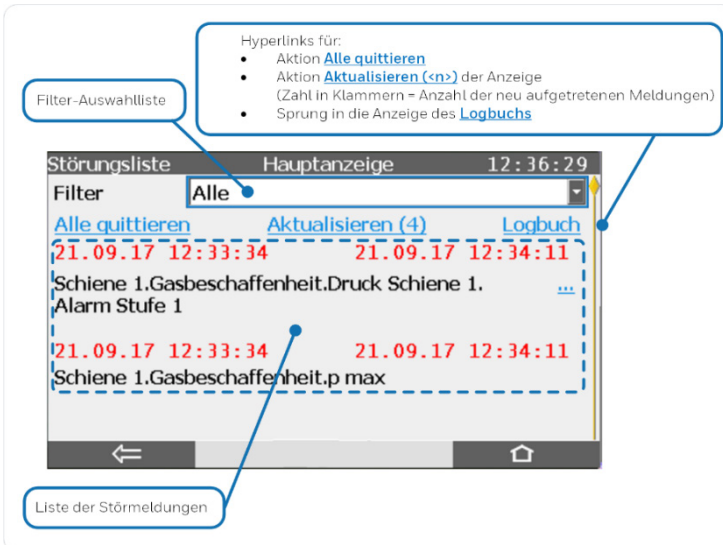 Hyperlinks für:
• Aktion Alle quittieren
• Aktion Aktualisieren (<n>) der Anzeige
(Zahl in Klammern = Anzahl der neu aufgetretenen Meldungen)
• Sprung in die Anzeige des Logbuchs
Filter-Auswahlliste
Störungsliste Hauptanzeige 12:36:29
Filter Alle
Alle quittieren Aktualisieren (4) Logbuch
21.09.17 12:33:34 21.09.17 12:34:11
Schiene 1.Gasbeschaffenheit.Druck Schiene 1. ...
Alarm Stufe 1
21.09.17 12:33:34 21.09.17 12:34:11
Schiene 1.Gasbeschaffenheit.p max
Liste der Störmeldungen